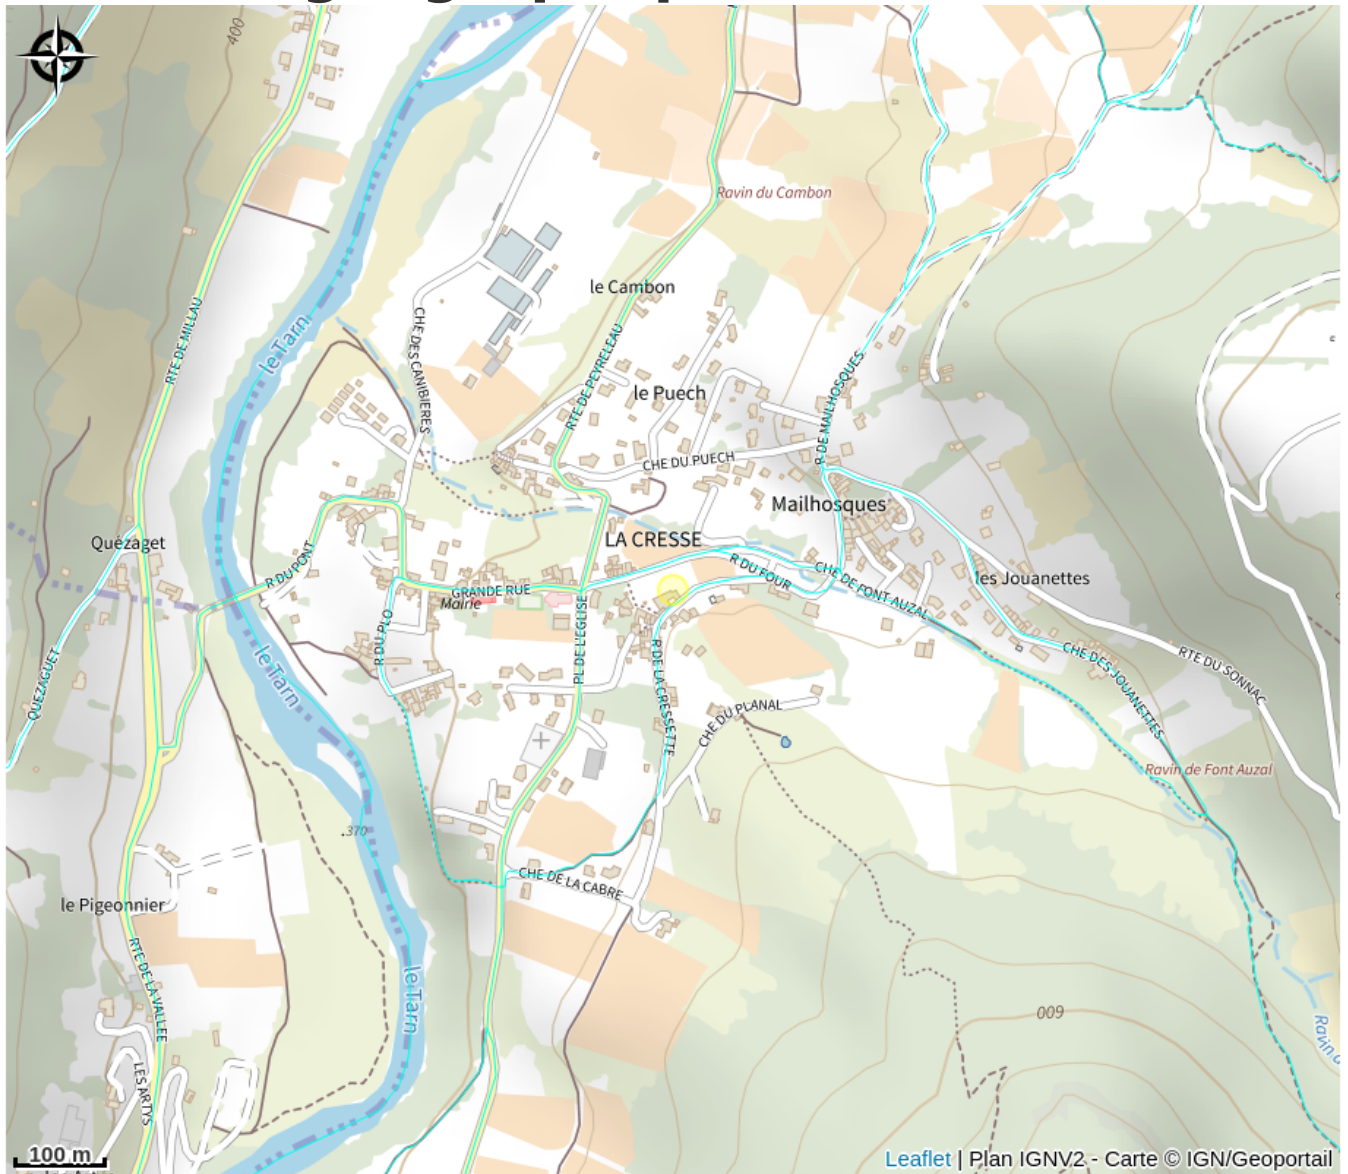 400
Ravin du Cambon
le Cambon
RTE DE MILLAU
le Tarn
CHE DES CANIBIERES
RTE DE PEYRELEAU
le Puech
R DE MAILHOSQUES
CHE DU PUECH
Mailhosques
LA CRESSE
Quézaget
R DU PONT
GRANDE RUE
Mairie
R DU FOUR
CHE DE FONT AUZAL
les Jouanettes
R DU PLO
PL DE L'EGLISE
R DE LA CRESSETTE
QUEZAGUET
le Tarn
CHE DU PLANAL
CHE DES JOUANETTES
RTE DU SONNAC
Ravin de Font Auzal
.370
CHE DE LA CABRE
le Pigeonnier
RTE DE LA VALLEE
le Tarn
600
LES ARTYS
100 m
Leaflet | Plan IGNV2 - Carte © IGN/Geoportail